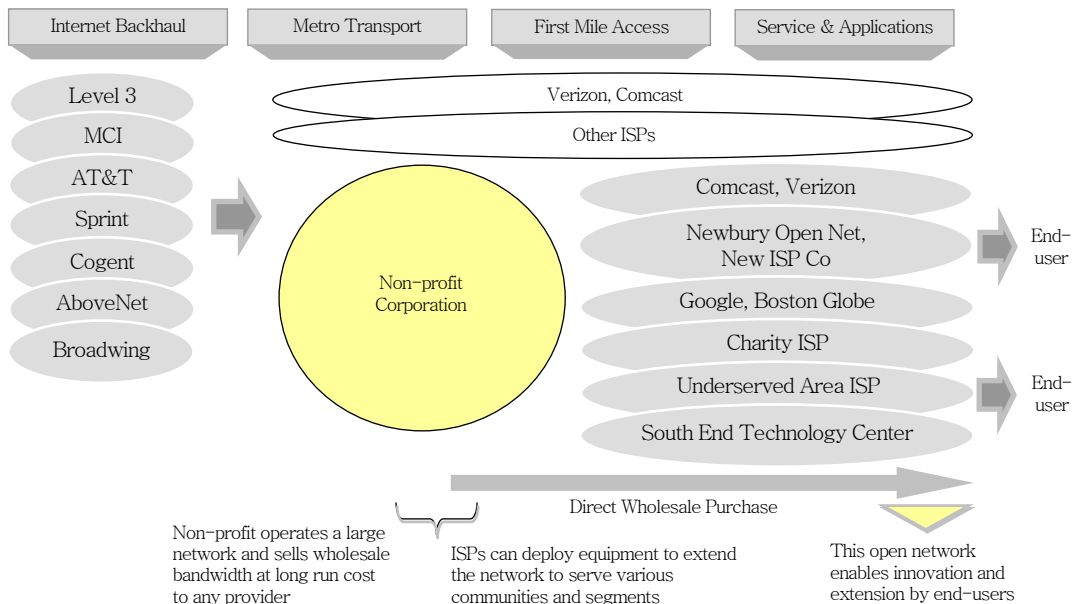 Internet Backhaul
Metro Transport
First Mile Access
Service & Applications
Level 3
MCI
AT&T
Sprint
Cogent
AboveNet
Broadwing
Verizon, Comcast
Other ISPs
Non-profit
Corporation
Comcast, Verizon
Newbury Open Net,
New ISP Co
Google, Boston Globe
Charity ISP
Underserved Area ISP
South End Technology Center
End-
user
End-
user
Direct Wholesale Purchase
Non-profit operates a large
network and sells wholesale
bandwidth at long run cost
to any provider
ISPs can deploy equipment to extend
the network to serve various
communities and segments
This open network
enables innovation and
extension by end-users